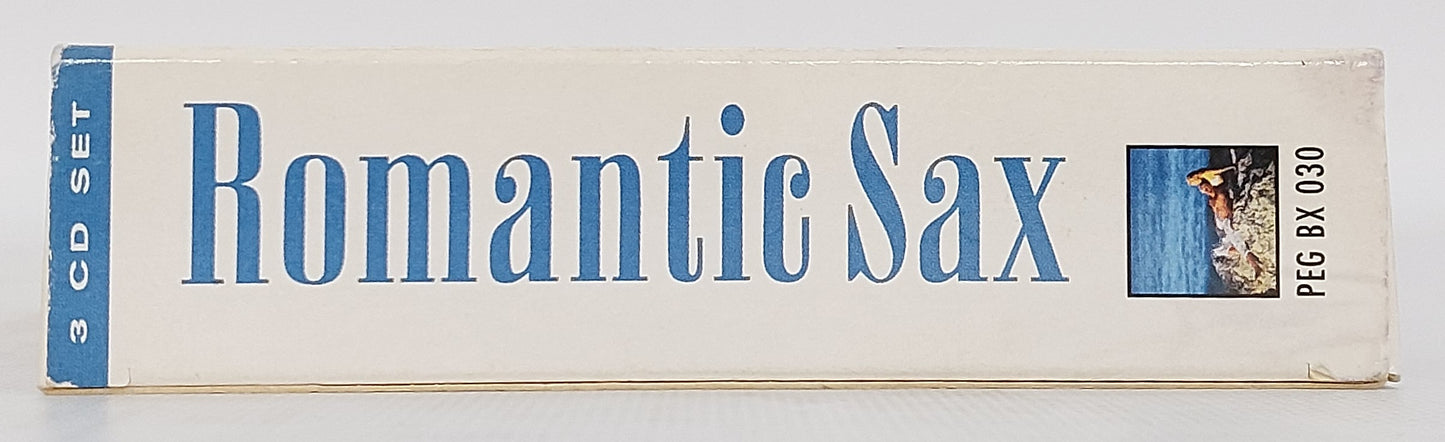 3 CD SET
Romantic Sax
PEG BX 030